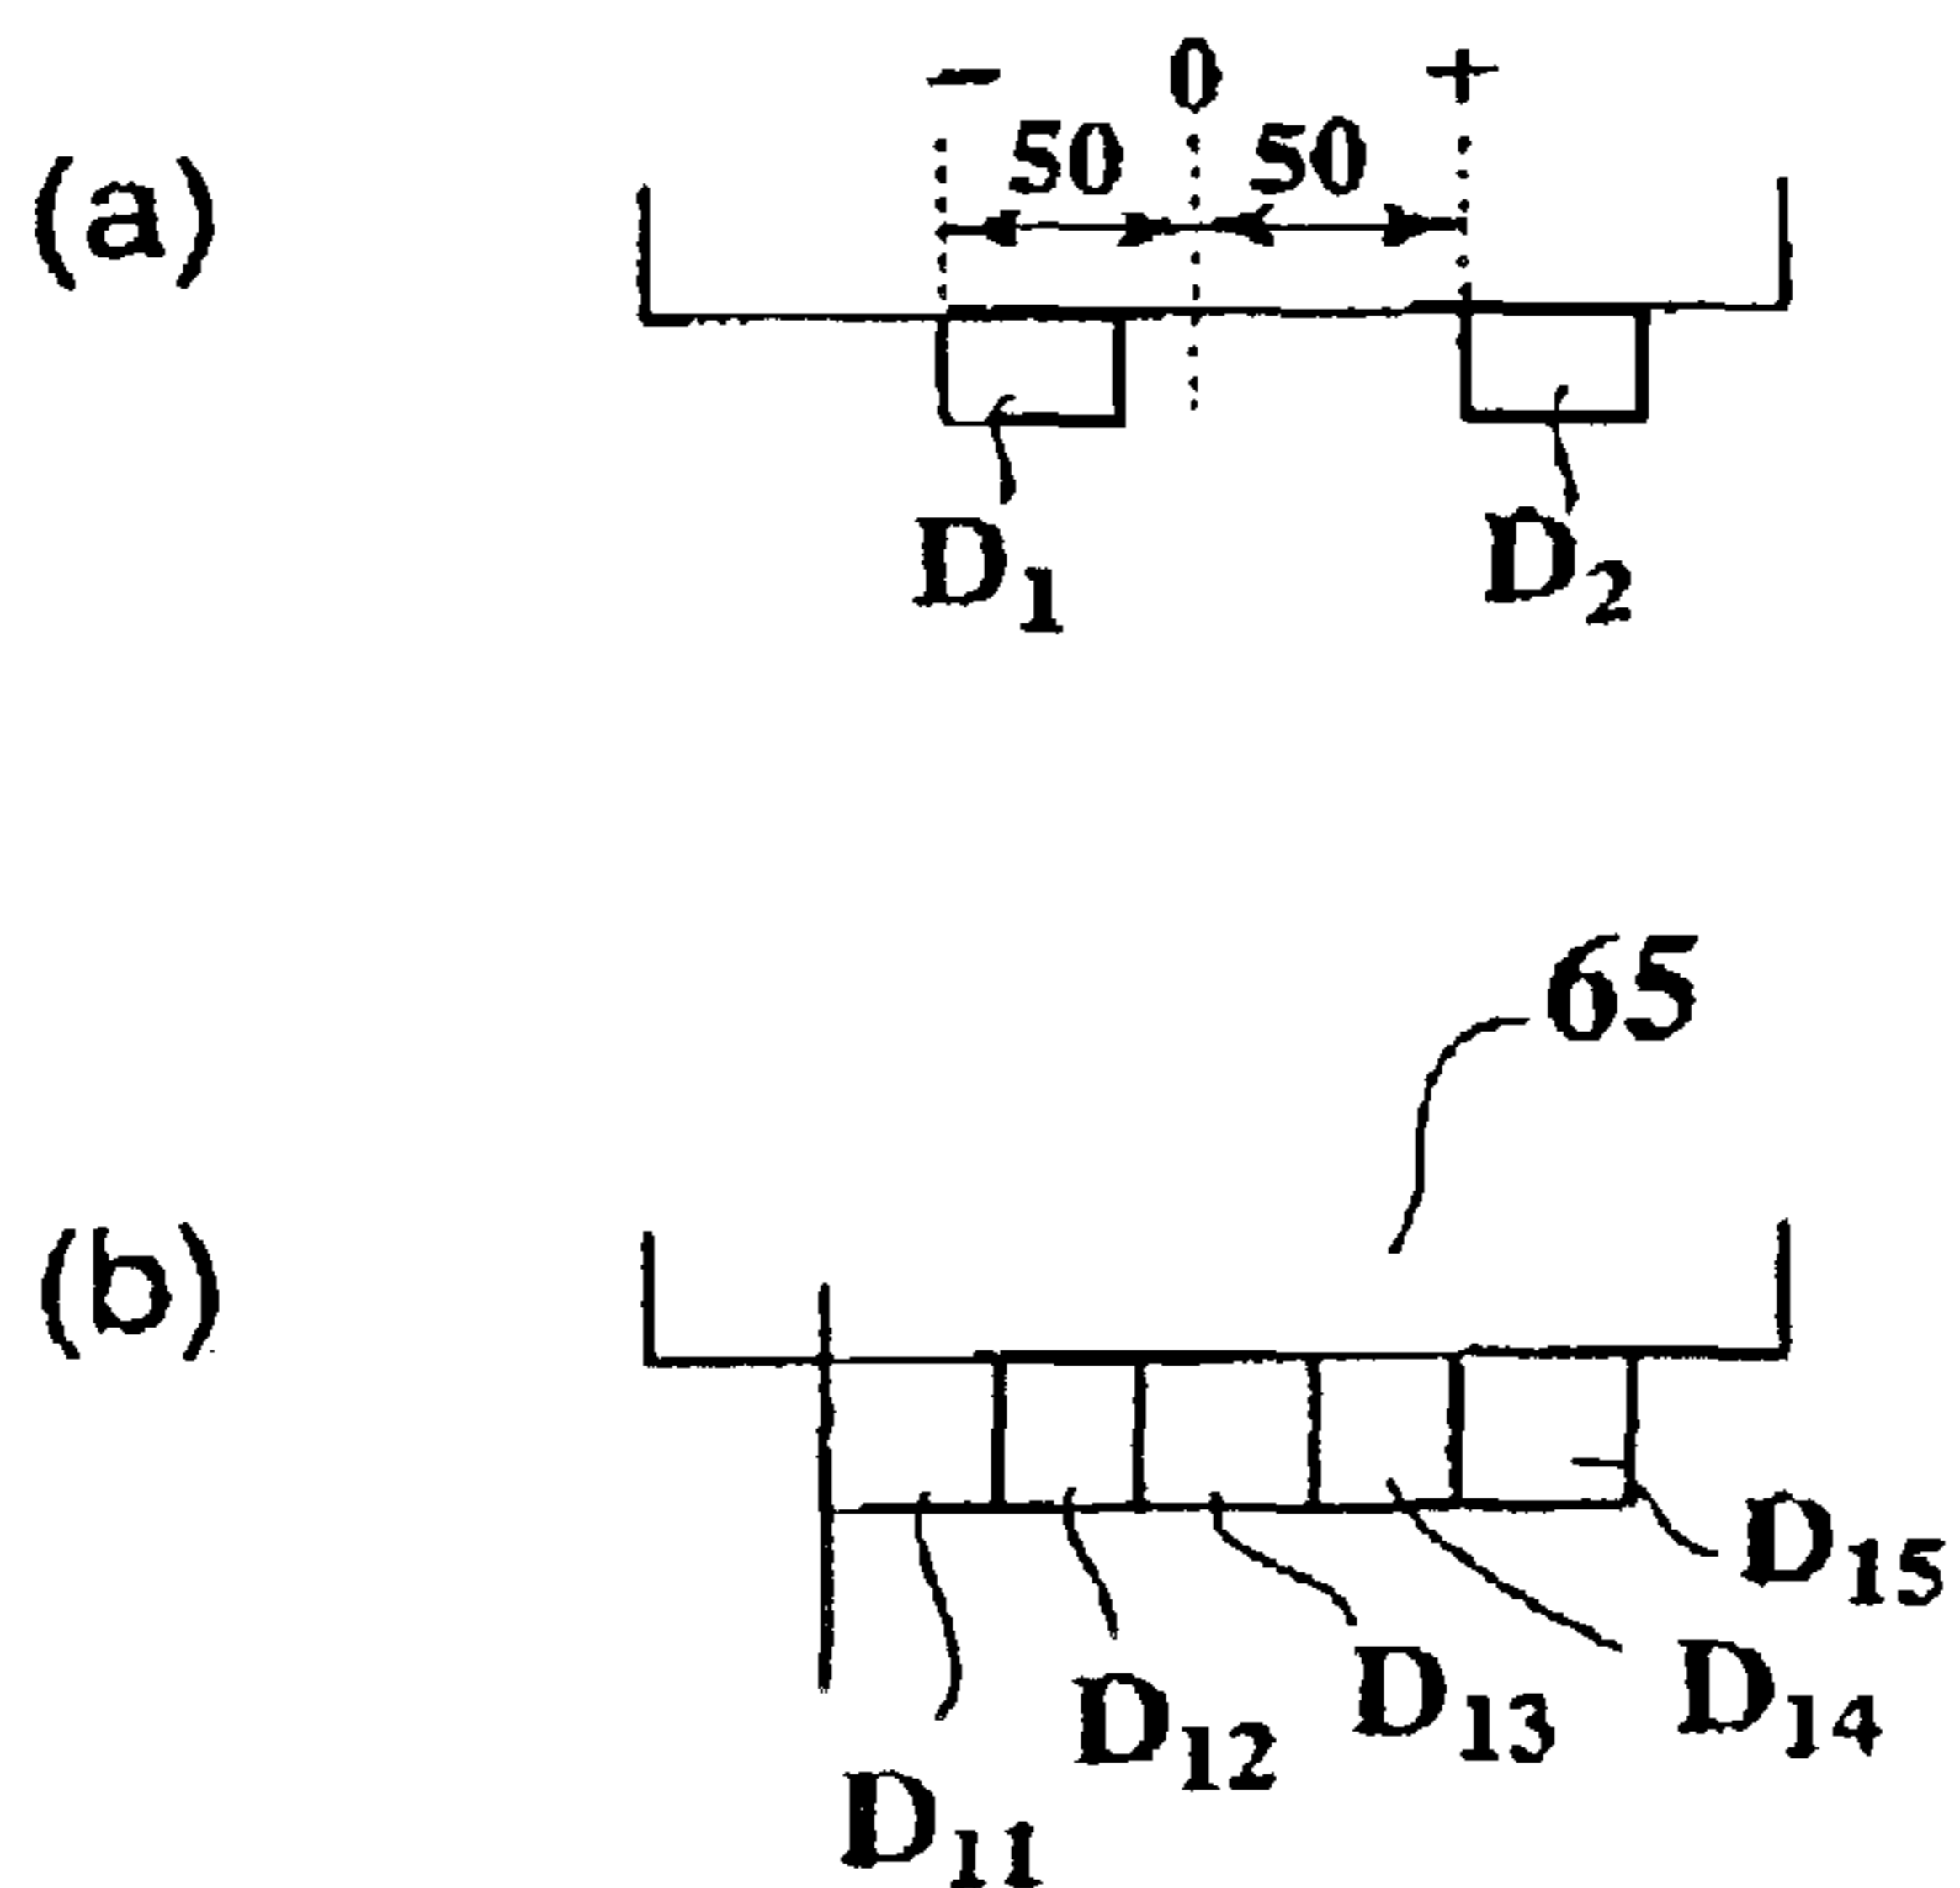 − 0 +
50 50
(a)
D₁ D₂
65
(b)
D₁₅
D₁₂ D₁₃ D₁₄
D₁₁